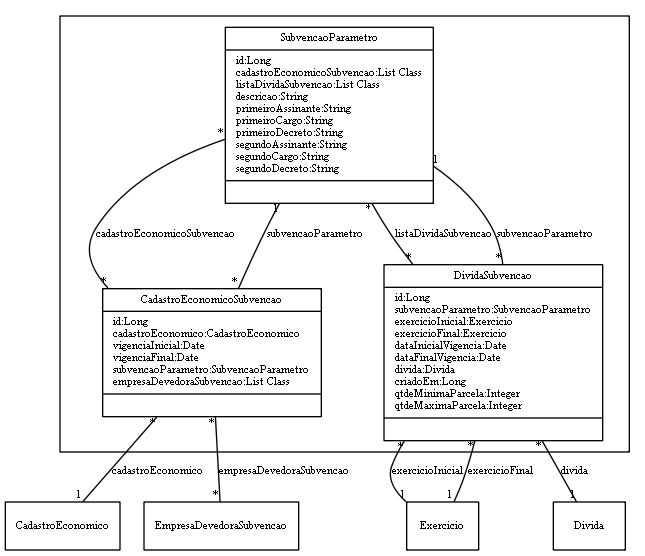 SubvencaoParametro
id:Long
cadastroEconomicoSubvencao:List Class
listaDividaSubvencao:List Class
descricao:String
primeiroAssinante:String
primeiroCargo:String
primeiroDecreto:String
segundoAssinante:String
segundoCargo:String
segundoDecreto:String
* 1
1 *
cadastroEconomicoSubvencao subvencaoParametro listaDividaSubvencao subvencaoParametro
* * * *
CadastroEconomicoSubvencao
id:Long
cadastroEconomico:CadastroEconomico
vigenciaInicial:Date
vigenciaFinal:Date
subvencaoParametro:SubvencaoParametro
empresaDevedoraSubvencao:List Class
DividaSubvencao
id:Long
subvencaoParametro:SubvencaoParametro
exercicioInicial:Exercicio
exercicioFinal:Exercicio
dataInicialVigencia:Date
dataFinalVigencia:Date
divida:Divida
criadoEm:Long
qtdeMinimaParcela:Integer
qtdeMaximaParcela:Integer
* * * * *
cadastroEconomico empresaDevedoraSubvencao exercicioInicial exercicioFinal divida
1 * 1 1 1
CadastroEconomico EmpresaDevedoraSubvencao Exercicio Divida